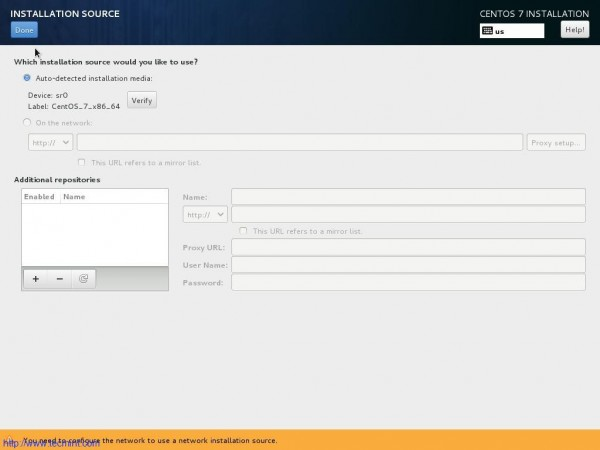 INSTALLATION SOURCE
CENTOS 7 INSTALLATION
Done
us
Help!
Which installation source would you like to use?
Auto-detected installation media:
Device: sr0
Label: CentOS_7_x86_64
Verify
On the network:
http://
Proxy setup...
This URL refers to a mirror list.
Additional repositories
Enabled Name
Name:
http://
This URL refers to a mirror list.
Proxy URL:
User Name:
Password:
+ −
You need to configure the network to use a network installation source.
http://www.tecmint.com